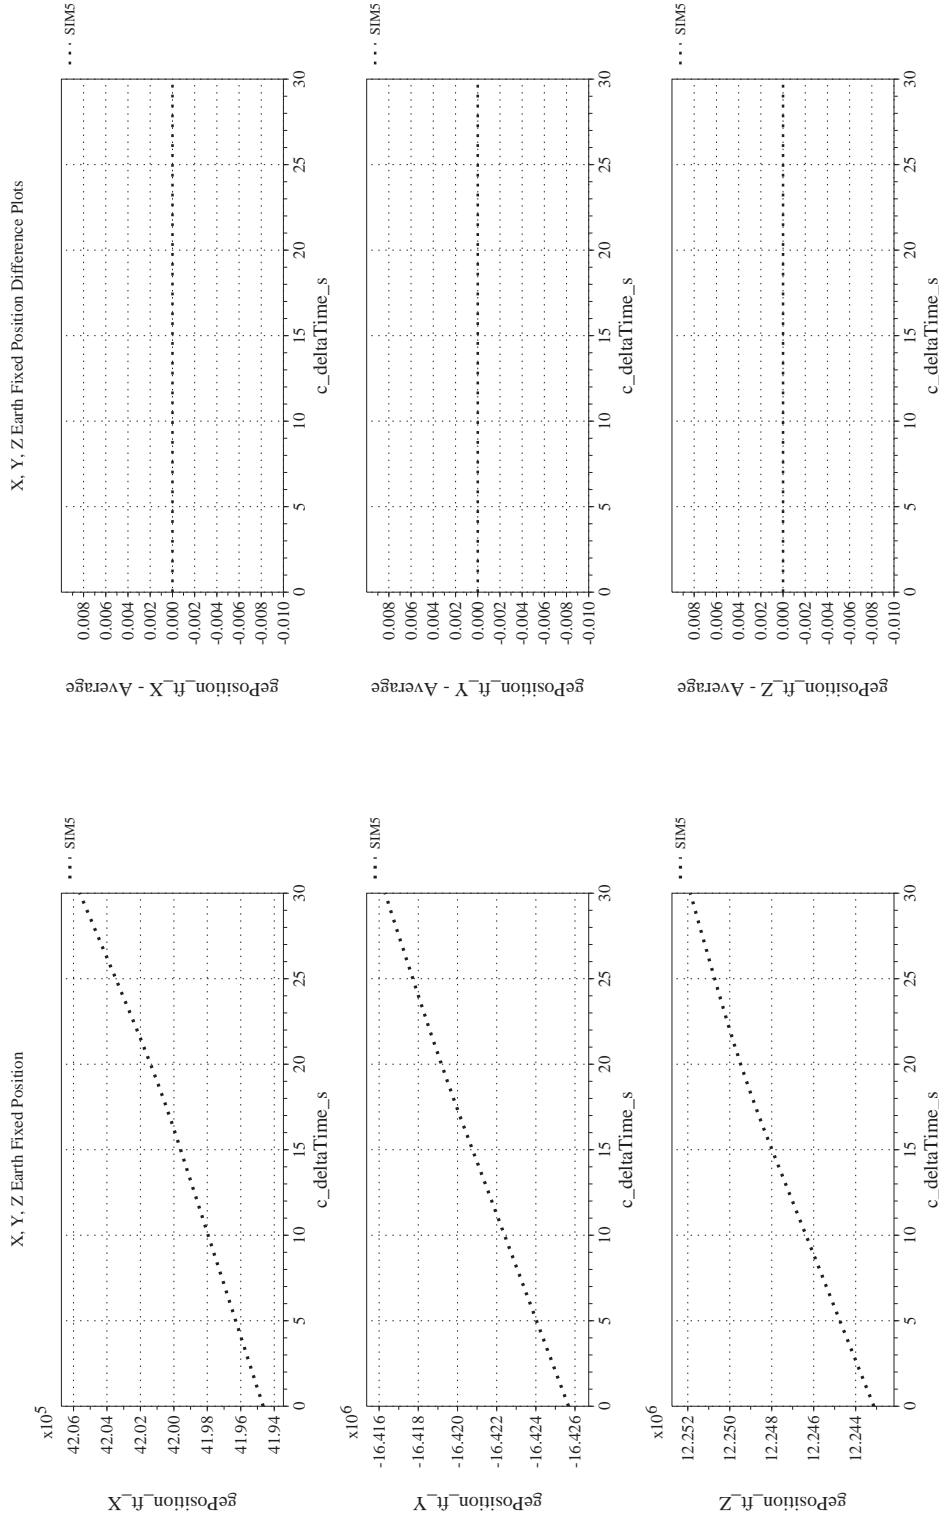 X, Y, Z Earth Fixed Position
x10^5
SIM5
42.06
42.04
42.02
42.00
41.98
41.96
41.94
gePosition_ft_X
0 5 10 15 20 25 30
c_deltaTime_s
x10^6
SIM5
-16.416
-16.418
-16.420
-16.422
-16.424
-16.426
gePosition_ft_Y
0 5 10 15 20 25 30
c_deltaTime_s
x10^6
SIM5
12.252
12.250
12.248
12.246
12.244
gePosition_ft_Z
0 5 10 15 20 25 30
c_deltaTime_s
X, Y, Z Earth Fixed Position Difference Plots
SIM5
0.008
0.006
0.004
0.002
0.000
-0.002
-0.004
-0.006
-0.008
-0.010
gePosition_ft_X - Average
0 5 10 15 20 25 30
c_deltaTime_s
SIM5
0.008
0.006
0.004
0.002
0.000
-0.002
-0.004
-0.006
-0.008
-0.010
gePosition_ft_Y - Average
0 5 10 15 20 25 30
c_deltaTime_s
SIM5
0.008
0.006
0.004
0.002
0.000
-0.002
-0.004
-0.006
-0.008
-0.010
gePosition_ft_Z - Average
0 5 10 15 20 25 30
c_deltaTime_s